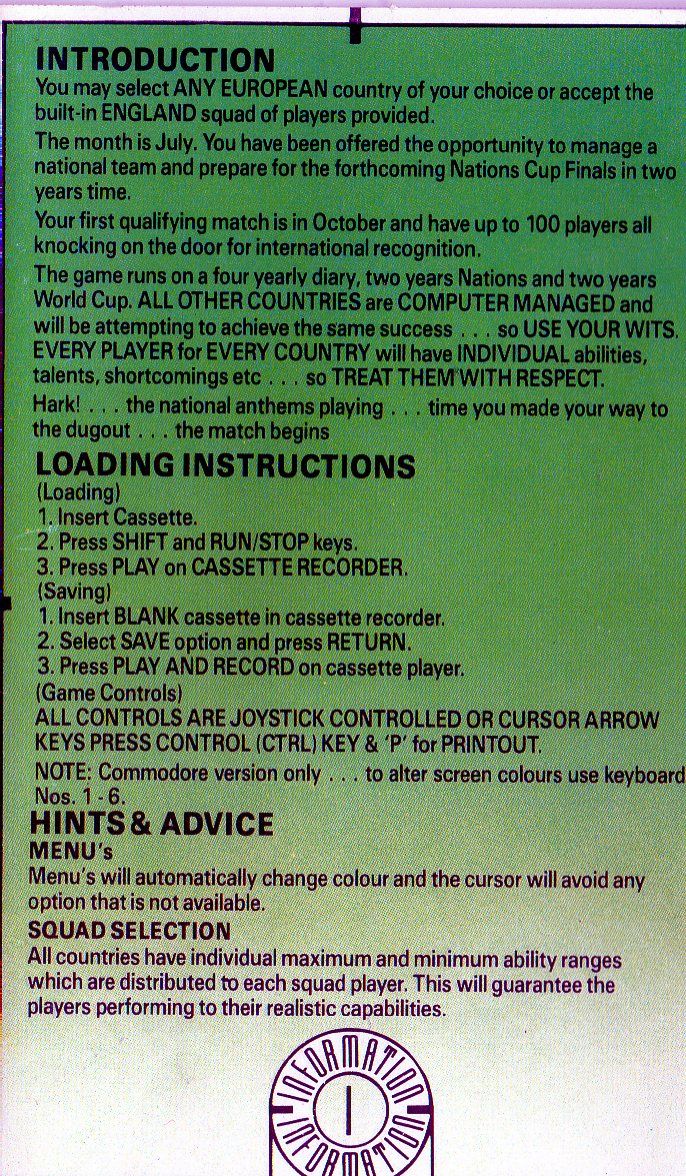 INTRODUCTION
You may select ANY EUROPEAN country of your choice or accept the
built-in ENGLAND squad of players provided.
The month is July. You have been offered the opportunity to manage a
national team and prepare for the forthcoming Nations Cup Finals in two
years time.
Your first qualifying match is in October and have up to 100 players all
knocking on the door for international recognition.
The game runs on a four yearly diary, two years Nations and two years
World Cup. ALL OTHER COUNTRIES are COMPUTER MANAGED and
will be attempting to achieve the same success . . . so USE YOUR WITS.
EVERY PLAYER for EVERY COUNTRY will have INDIVIDUAL abilities,
talents, shortcomings etc . . . so TREAT THEM WITH RESPECT.
Hark! . . . the national anthems playing . . . time you made your way to
the dugout . . . the match begins
LOADING INSTRUCTIONS
(Loading)
1. Insert Cassette.
2. Press SHIFT and RUN/STOP keys.
3. Press PLAY on CASSETTE RECORDER.
(Saving)
1. Insert BLANK cassette in cassette recorder.
2. Select SAVE option and press RETURN.
3. Press PLAY AND RECORD on cassette player.
(Game Controls)
ALL CONTROLS ARE JOYSTICK CONTROLLED OR CURSOR ARROW
KEYS PRESS CONTROL (CTRL) KEY & 'P' for PRINTOUT.
NOTE: Commodore version only . . . to alter screen colours use keyboard
Nos. 1 - 6.
HINTS & ADVICE
MENU's
Menu's will automatically change colour and the cursor will avoid any
option that is not available.
SQUAD SELECTION
All countries have individual maximum and minimum ability ranges
which are distributed to each squad player. This will guarantee the
players performing to their realistic capabilities.
INFORMATION
1
INFORMATION